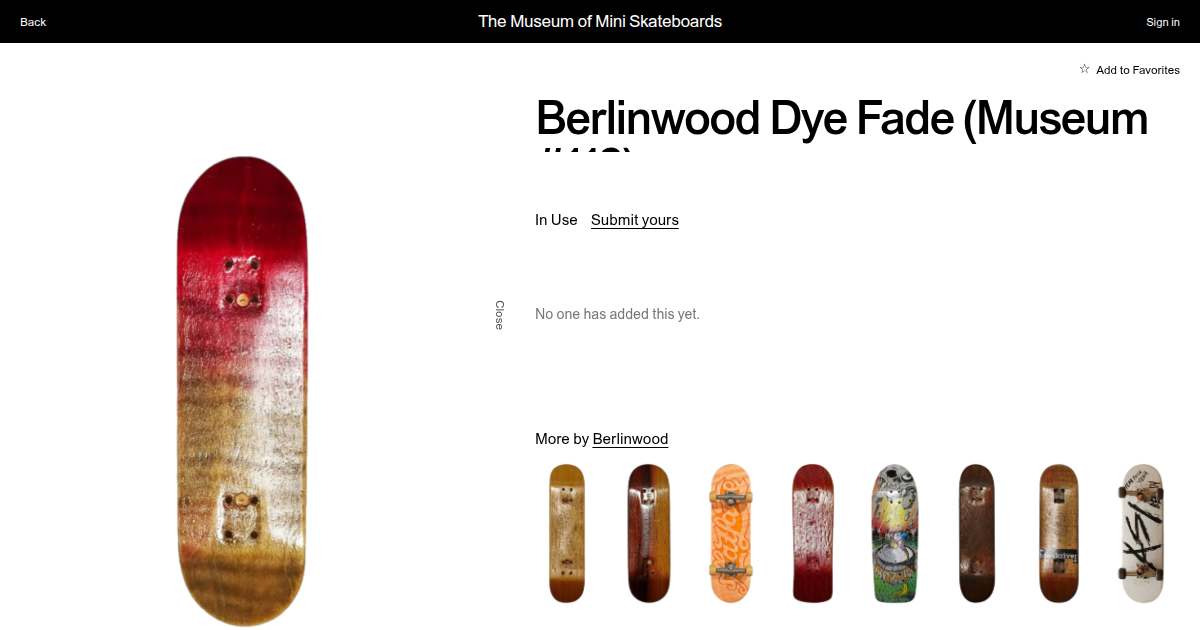 Back
The Museum of Mini Skateboards
Sign in
☆ Add to Favorites
Berlinwood Dye Fade (Museum
In Use Submit yours
Close
No one has added this yet.
More by Berlinwood